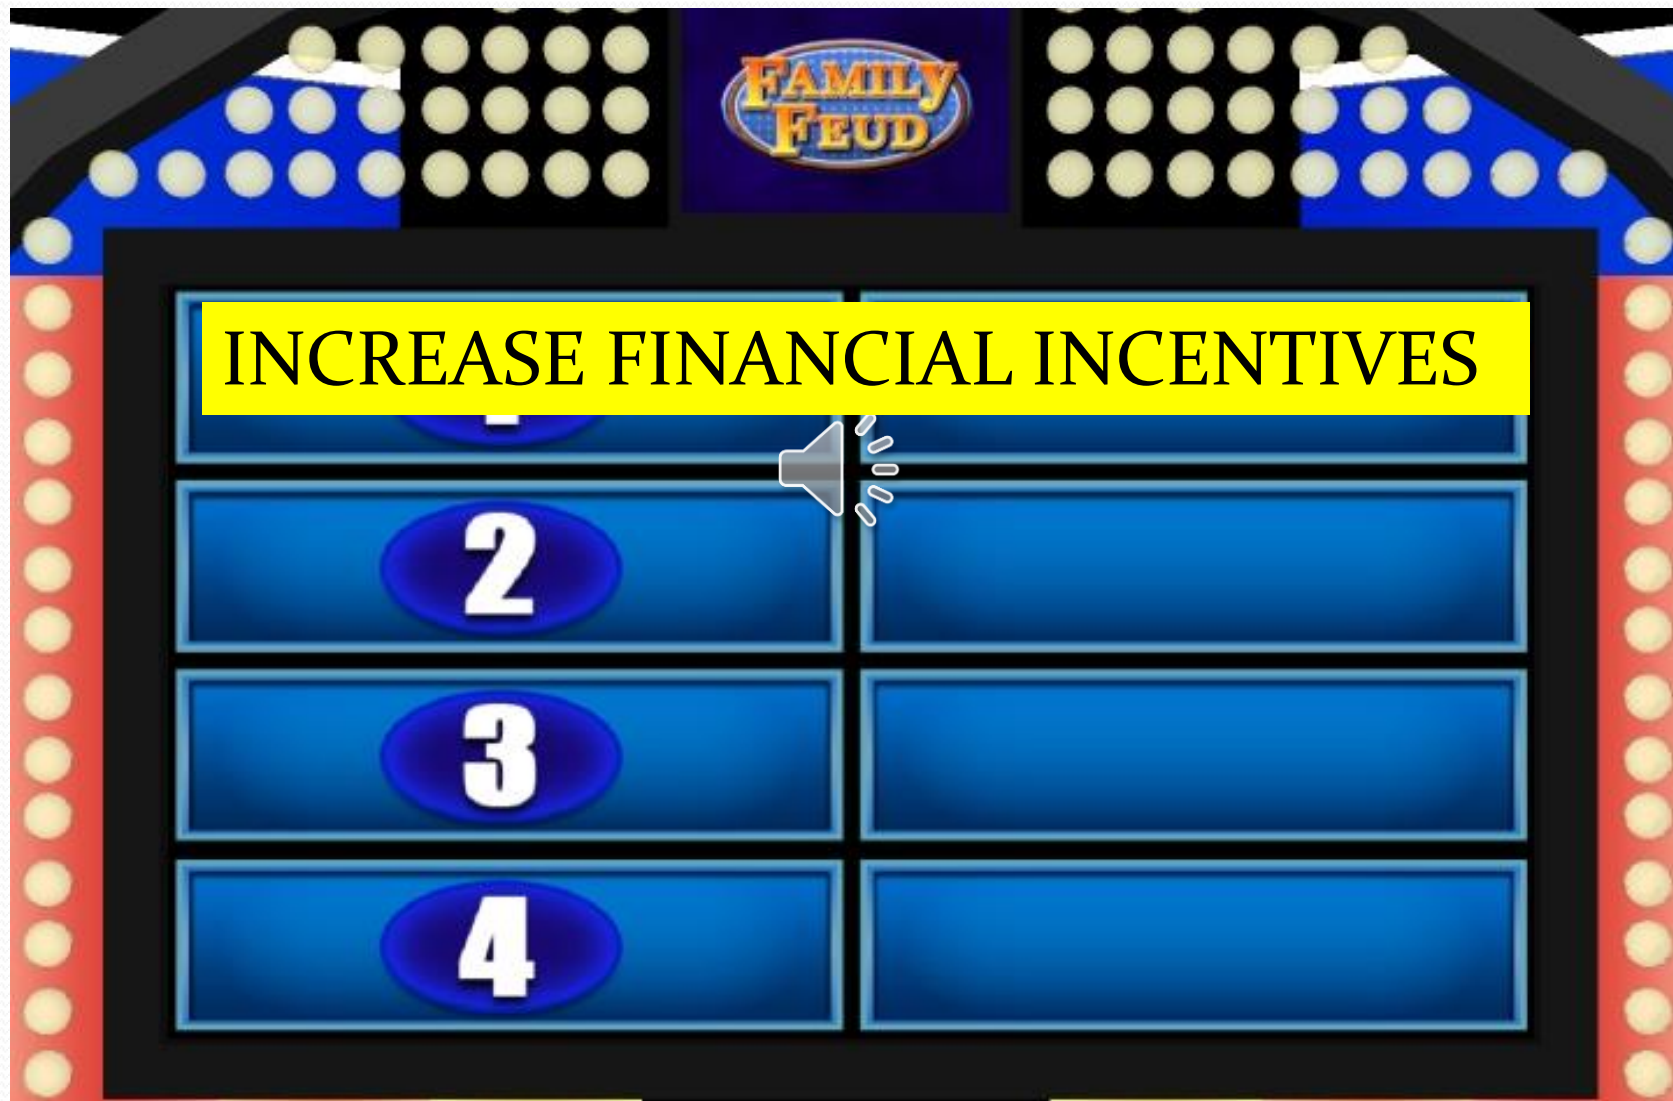 FAMILY
FEUD
INCREASE FINANCIAL INCENTIVES
2
3
4